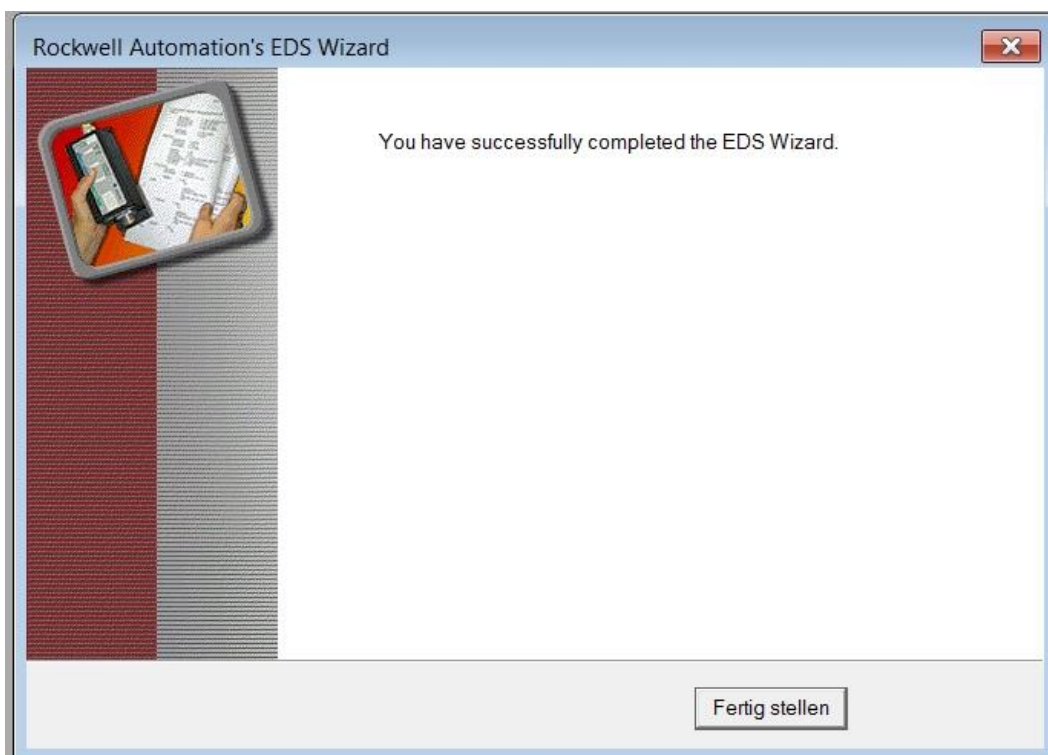 Rockwell Automation's EDS Wizard
You have successfully completed the EDS Wizard.
Fertig stellen